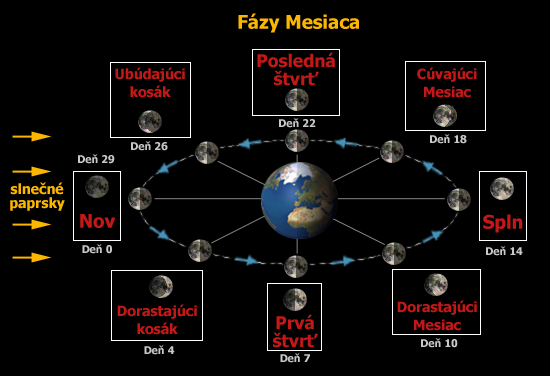 Fázy Mesiaca
Ubúdajúci
kosák
Deň 26
Posledná
štvrť
Deň 22
Cúvajúci
Mesiac
Deň 18
slnečné
paprsky
Deň 29
Nov
Deň 0
Spln
Deň 14
Dorastajúci
kosák
Deň 4
Prvá
štvrť
Deň 7
Dorastajúci
Mesiac
Deň 10